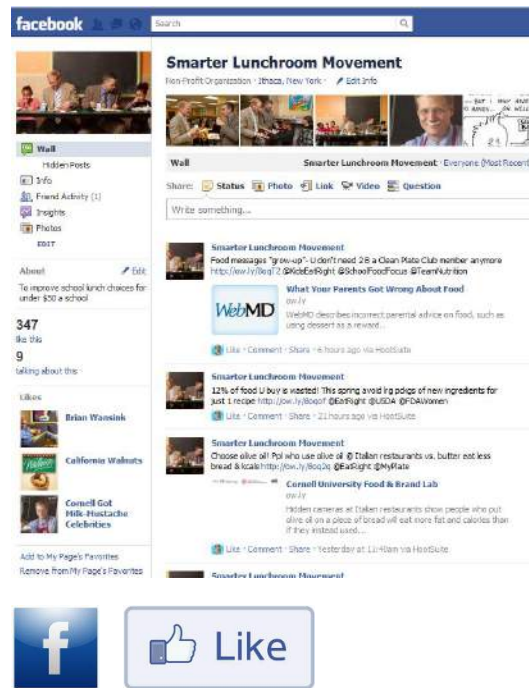 facebook
Search
Smarter Lunchroom Movement
Non-Profit Organization · Ithaca, New York · Edit Info
Wall
Hidden Posts
Info
Friend Activity (1)
Insights
Photos
EDIT
About Edit
To improve school lunch choices for
under $50 a school
347
like this
9
talking about this
Likes
Brian Wansink
California Walnuts
Cornell Got
Milk-Mustache
Celebrities
Add to My Page's Favorites
Remove from My Page's Favorites
Wall Smarter Lunchroom Movement · Everyone (Most Recent)
Share: Status Photo Link Video Question
Write something...
Smarter Lunchroom Movement
Food messages "grow-up"- U don't need 2B a Clean Plate Club member anymore
@KidsEatRight @SchoolFoodFocus @TeamNutrition
WebMD
What Your Parents Got Wrong About Food
ow.ly
WebMD describes incorrect parental advice on food, such as
using dessert as a reward...
Like · Comment · Share · 6 hours ago via HootSuite
Smarter Lunchroom Movement
12% of food U buy is wasted! This spring avoid lrg pckgs of new ingredients for
just 1 recipe @EatRight @USDA @FDAWomen
Like · Comment · Share · 21 hours ago via HootSuite
Smarter Lunchroom Movement
Choose olive oil! Ppl who use olive oil @ Italian restaurants vs. butter eat less
bread & kcals @EatRight @MyPlate
Cornell University Food & Brand Lab
ow.ly
Hidden cameras at Italian restaurants show people who put
olive oil on a piece of bread will eat more fat and calories than
if they instead used...
Like · Comment · Share · Yesterday at 11:40am via HootSuite
Smarter Lunchroom Movement
f
Like